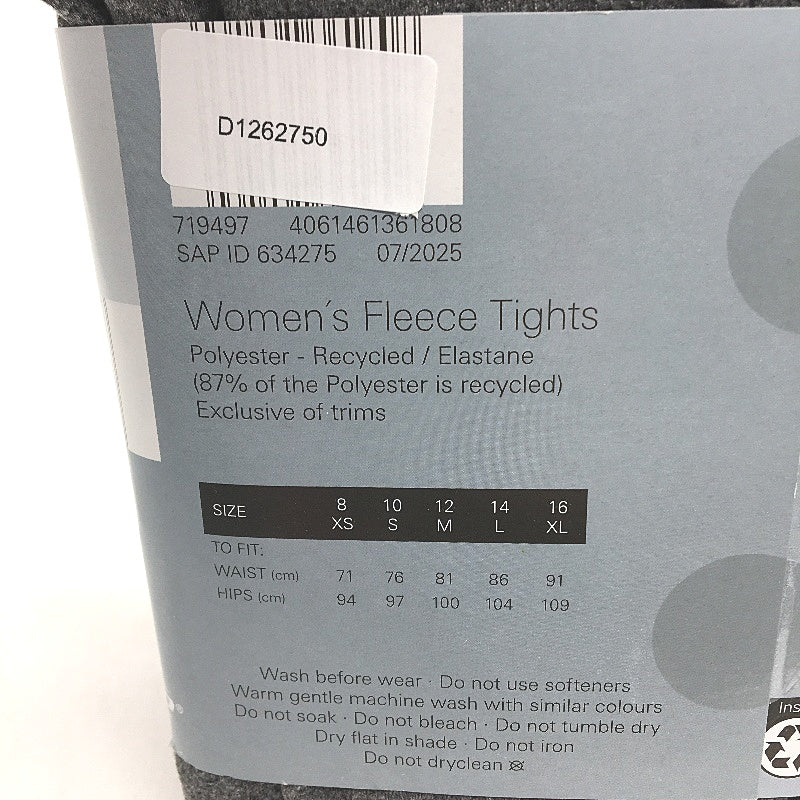 D1262750
719497 4061461361808
SAP ID 634275 07/2025
Women's Fleece Tights
Polyester - Recycled / Elastane
(87% of the Polyester is recycled)
Exclusive of trims
SIZE 8 10 12 14 16
XS S M L XL
TO FIT:
WAIST (cm) 71 76 81 86 91
HIPS (cm) 94 97 100 104 109
Wash before wear · Do not use softeners
Warm gentle machine wash with similar colours
Do not soak · Do not bleach · Do not tumble dry
Dry flat in shade · Do not iron
Do not dryclean